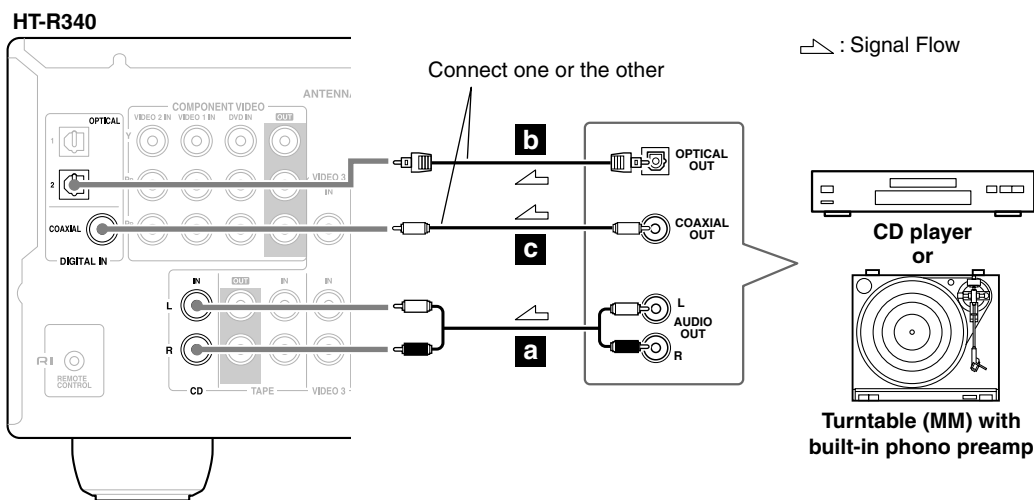 HT-R340
: Signal Flow
Connect one or the other
ANTENNA
COMPONENT VIDEO
VIDEO 2 IN
VIDEO 1 IN
DVD IN
OUT
OPTICAL
1
2
Y
VIDEO 3
IN
COAXIAL
DIGITAL IN
b
OPTICAL
OUT
c
COAXIAL
OUT
IN
OUT
IN
IN
L
R
a
L
AUDIO
OUT
R
RI
REMOTE
CONTROL
CD
TAPE
VIDEO 3
CD player
or
Turntable (MM) with
built-in phono preamp